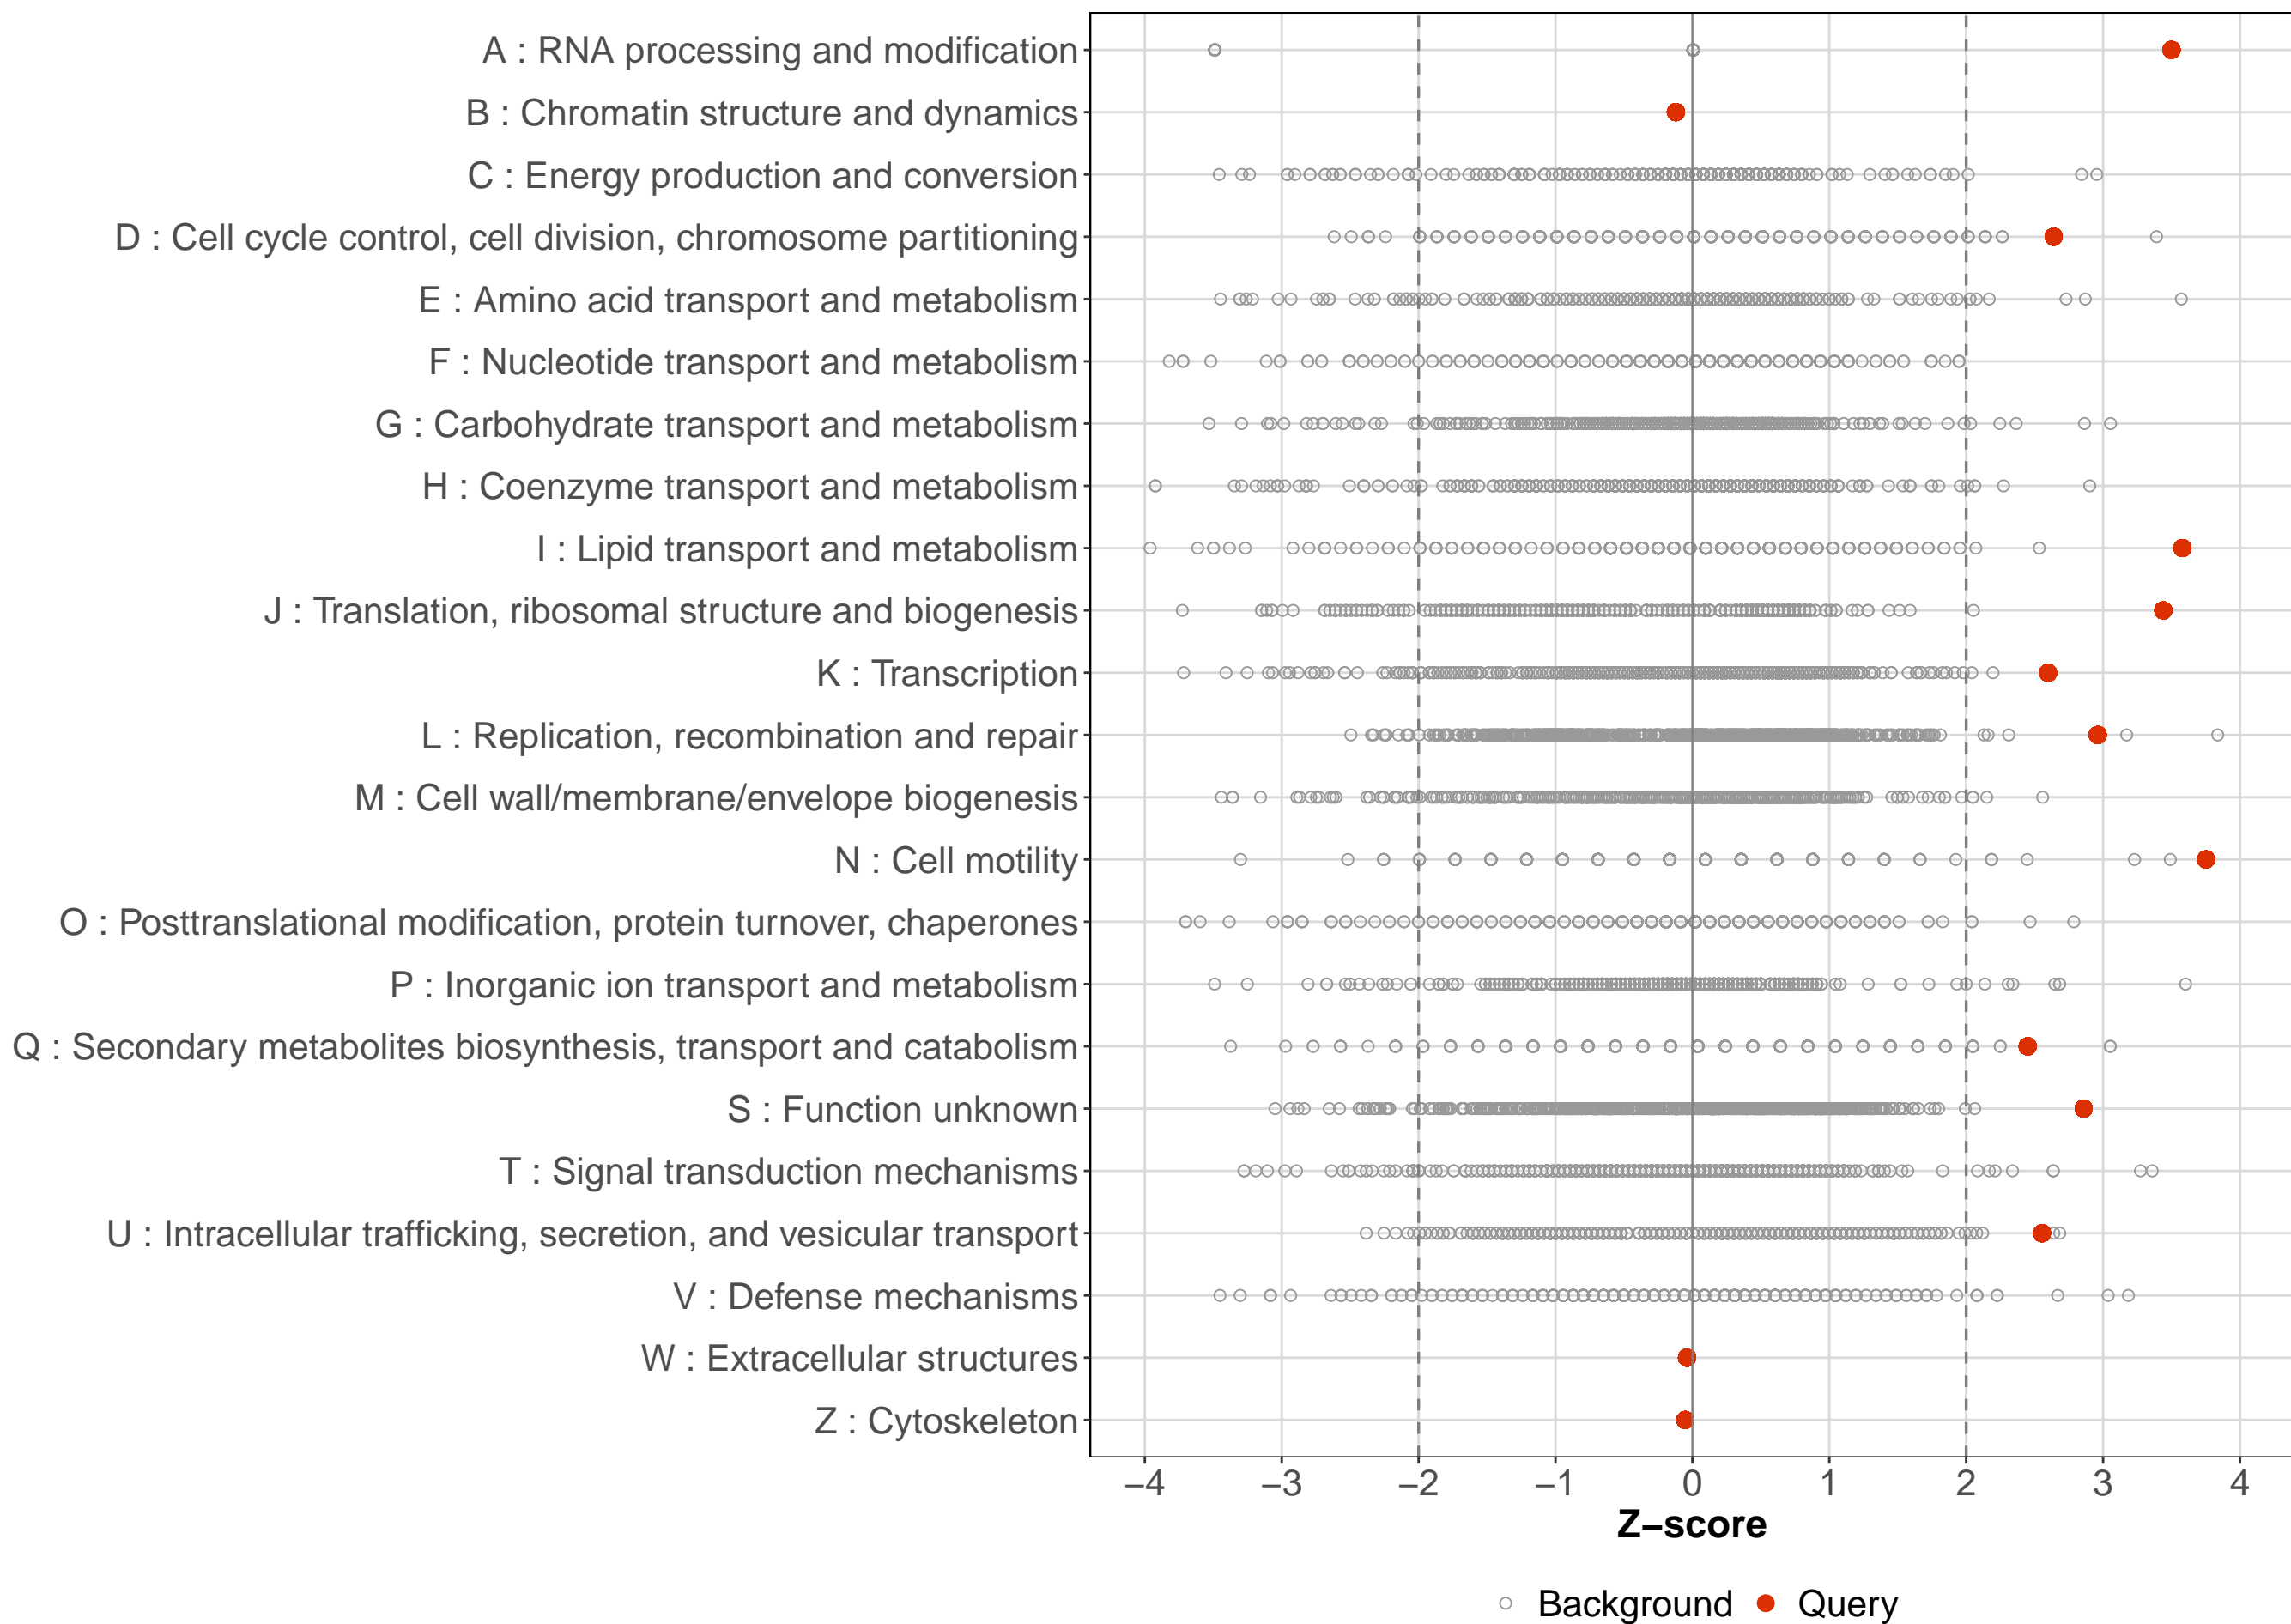 A : RNA processing and modification
B : Chromatin structure and dynamics
C : Energy production and conversion
D : Cell cycle control, cell division, chromosome partitioning
E : Amino acid transport and metabolism
F : Nucleotide transport and metabolism
G : Carbohydrate transport and metabolism
H : Coenzyme transport and metabolism
I : Lipid transport and metabolism
J : Translation, ribosomal structure and biogenesis
K : Transcription
L : Replication, recombination and repair
M : Cell wall/membrane/envelope biogenesis
N : Cell motility
O : Posttranslational modification, protein turnover, chaperones
P : Inorganic ion transport and metabolism
Q : Secondary metabolites biosynthesis, transport and catabolism
S : Function unknown
T : Signal transduction mechanisms
U : Intracellular trafficking, secretion, and vesicular transport
V : Defense mechanisms
W : Extracellular structures
Z : Cytoskeleton
−4 −3 −2 −1 0 1 2 3 4
Z−score
Background Query